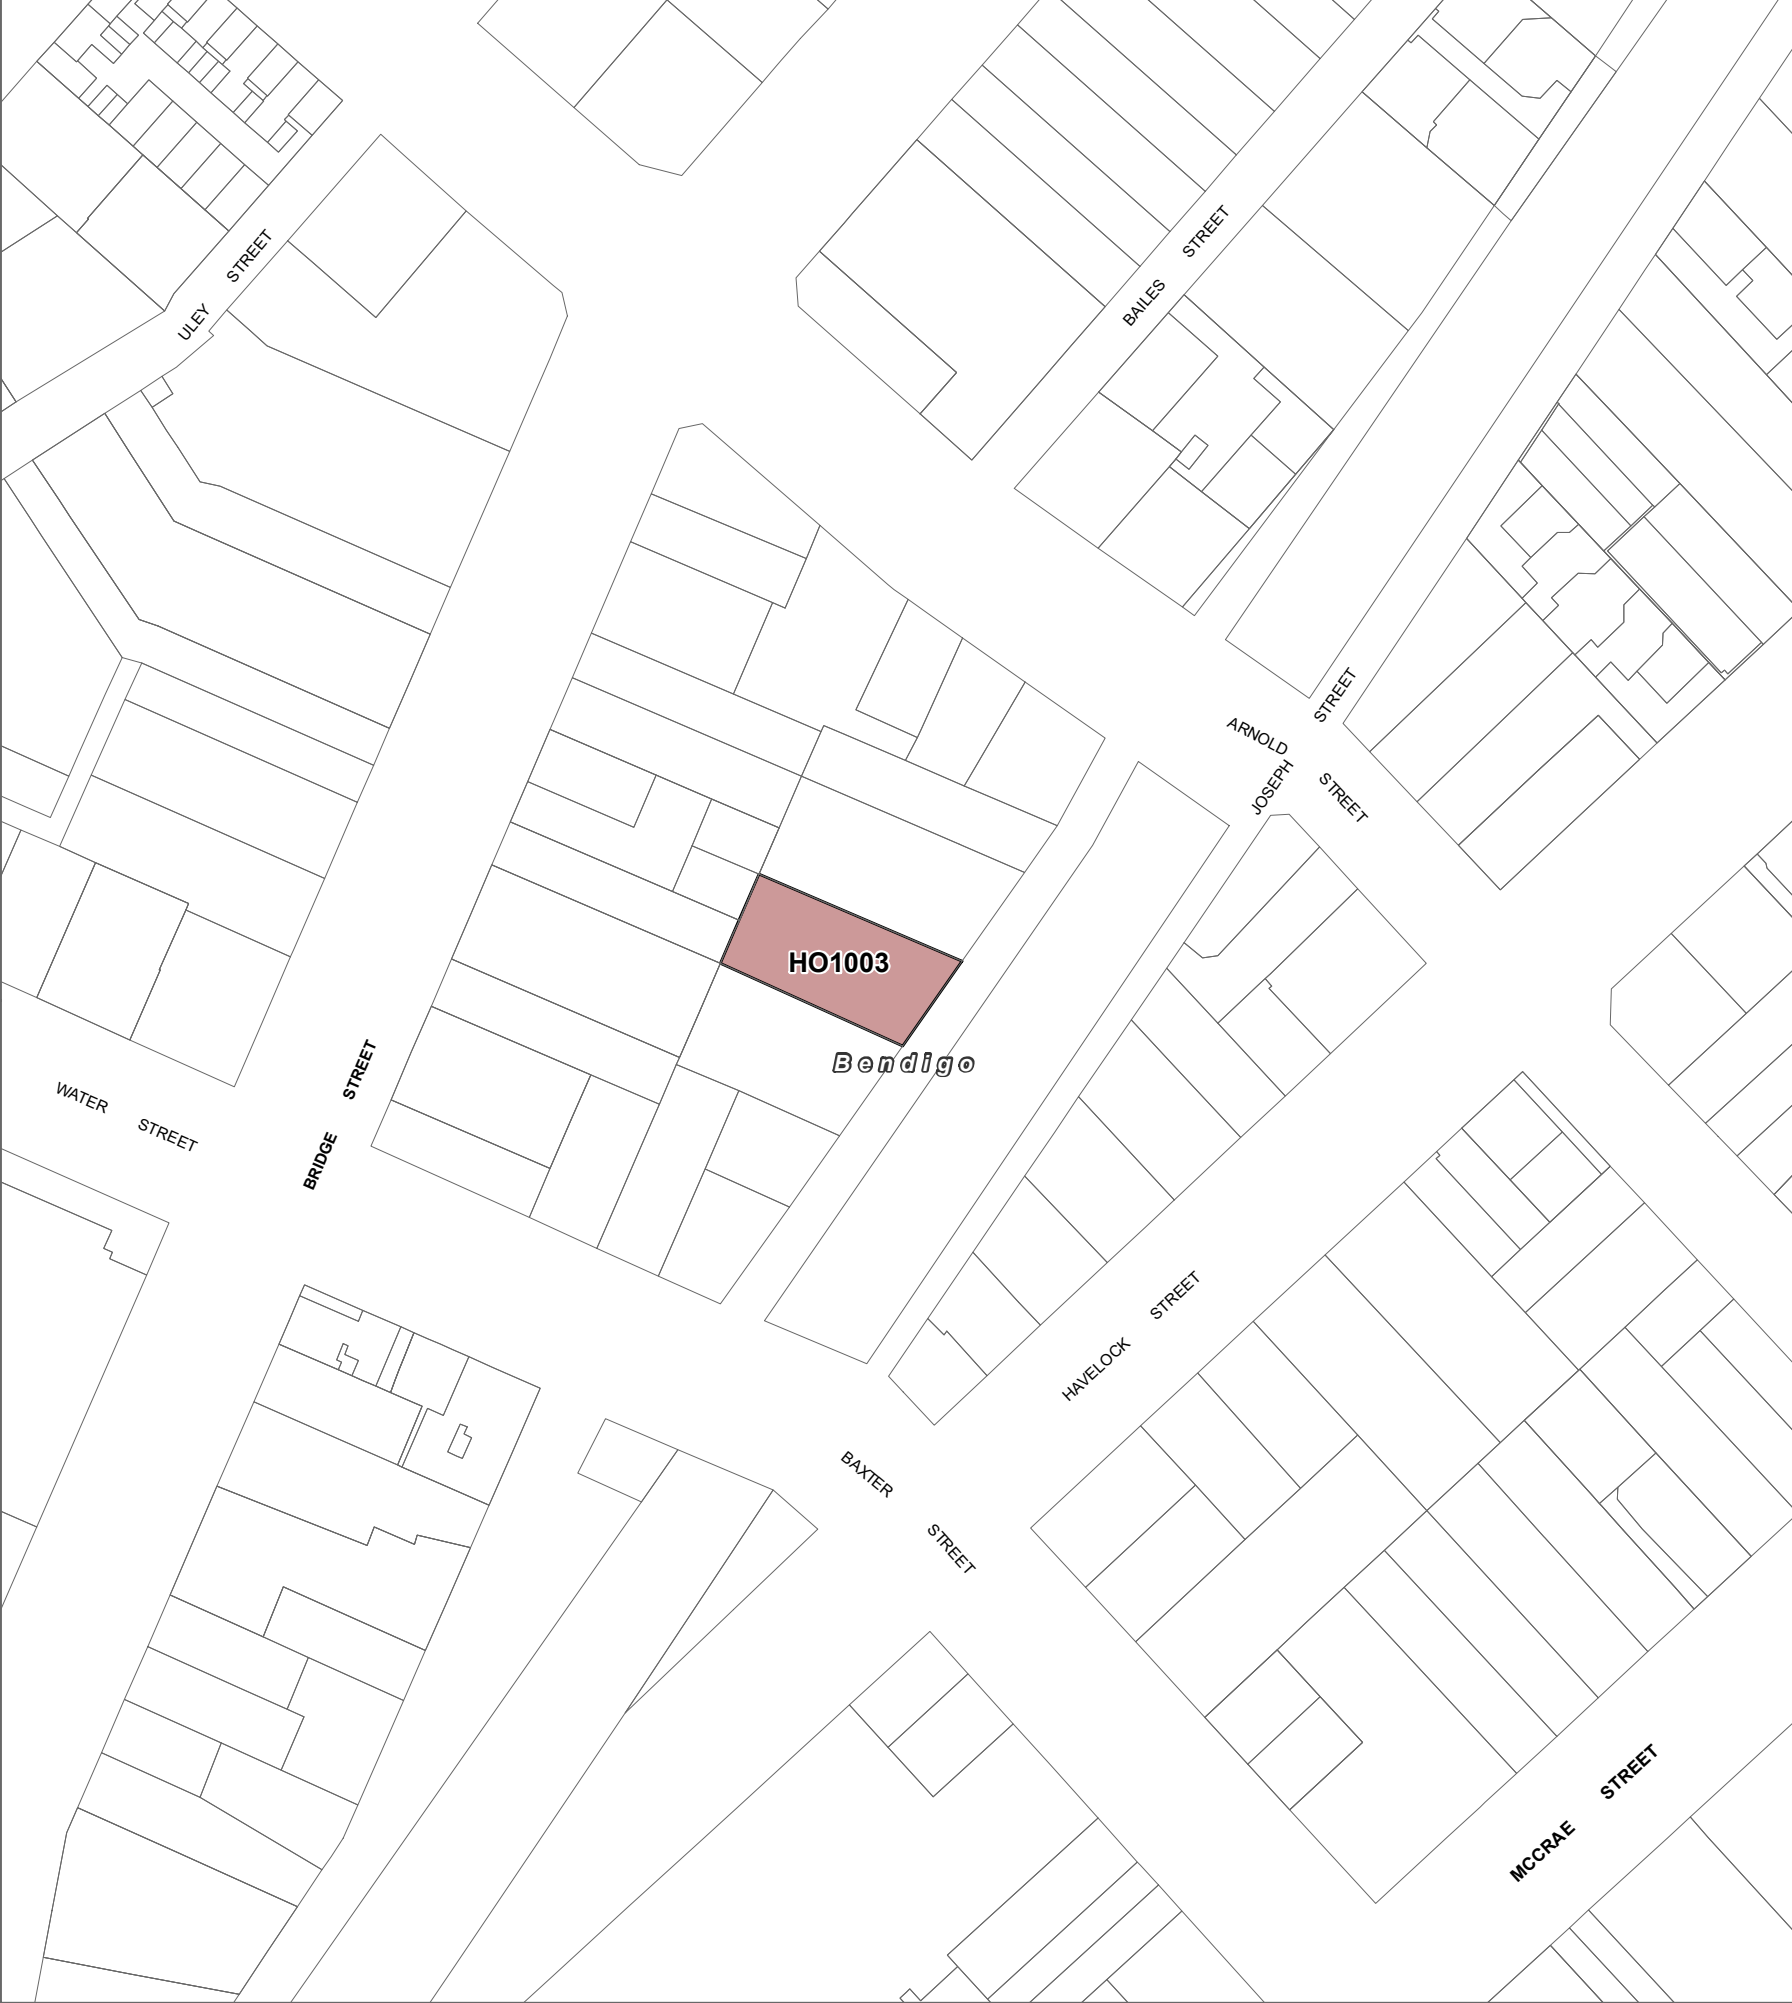 BAILES STREET
ULEY STREET
ARNOLD STREET
JOSEPH STREET
HO1003
Bendigo
WATER STREET
BRIDGE STREET
HAVELOCK STREET
BAXTER STREET
MCCRAE STREET